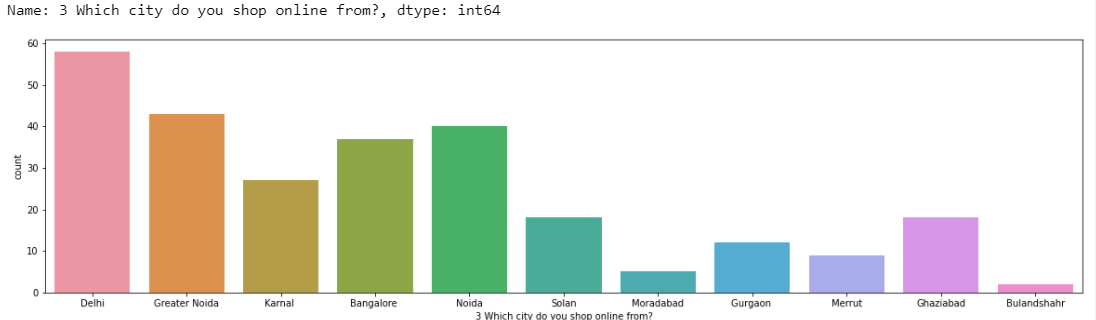 Name: 3 Which city do you shop online from?, dtype: int64
60
50
40
30
20
10
0
count
Delhi Greater Noida Karnal Bangalore Noida Solan Moradabad Gurgaon Merrut Ghaziabad Bulandshahr
3 Which city do you shop online from?